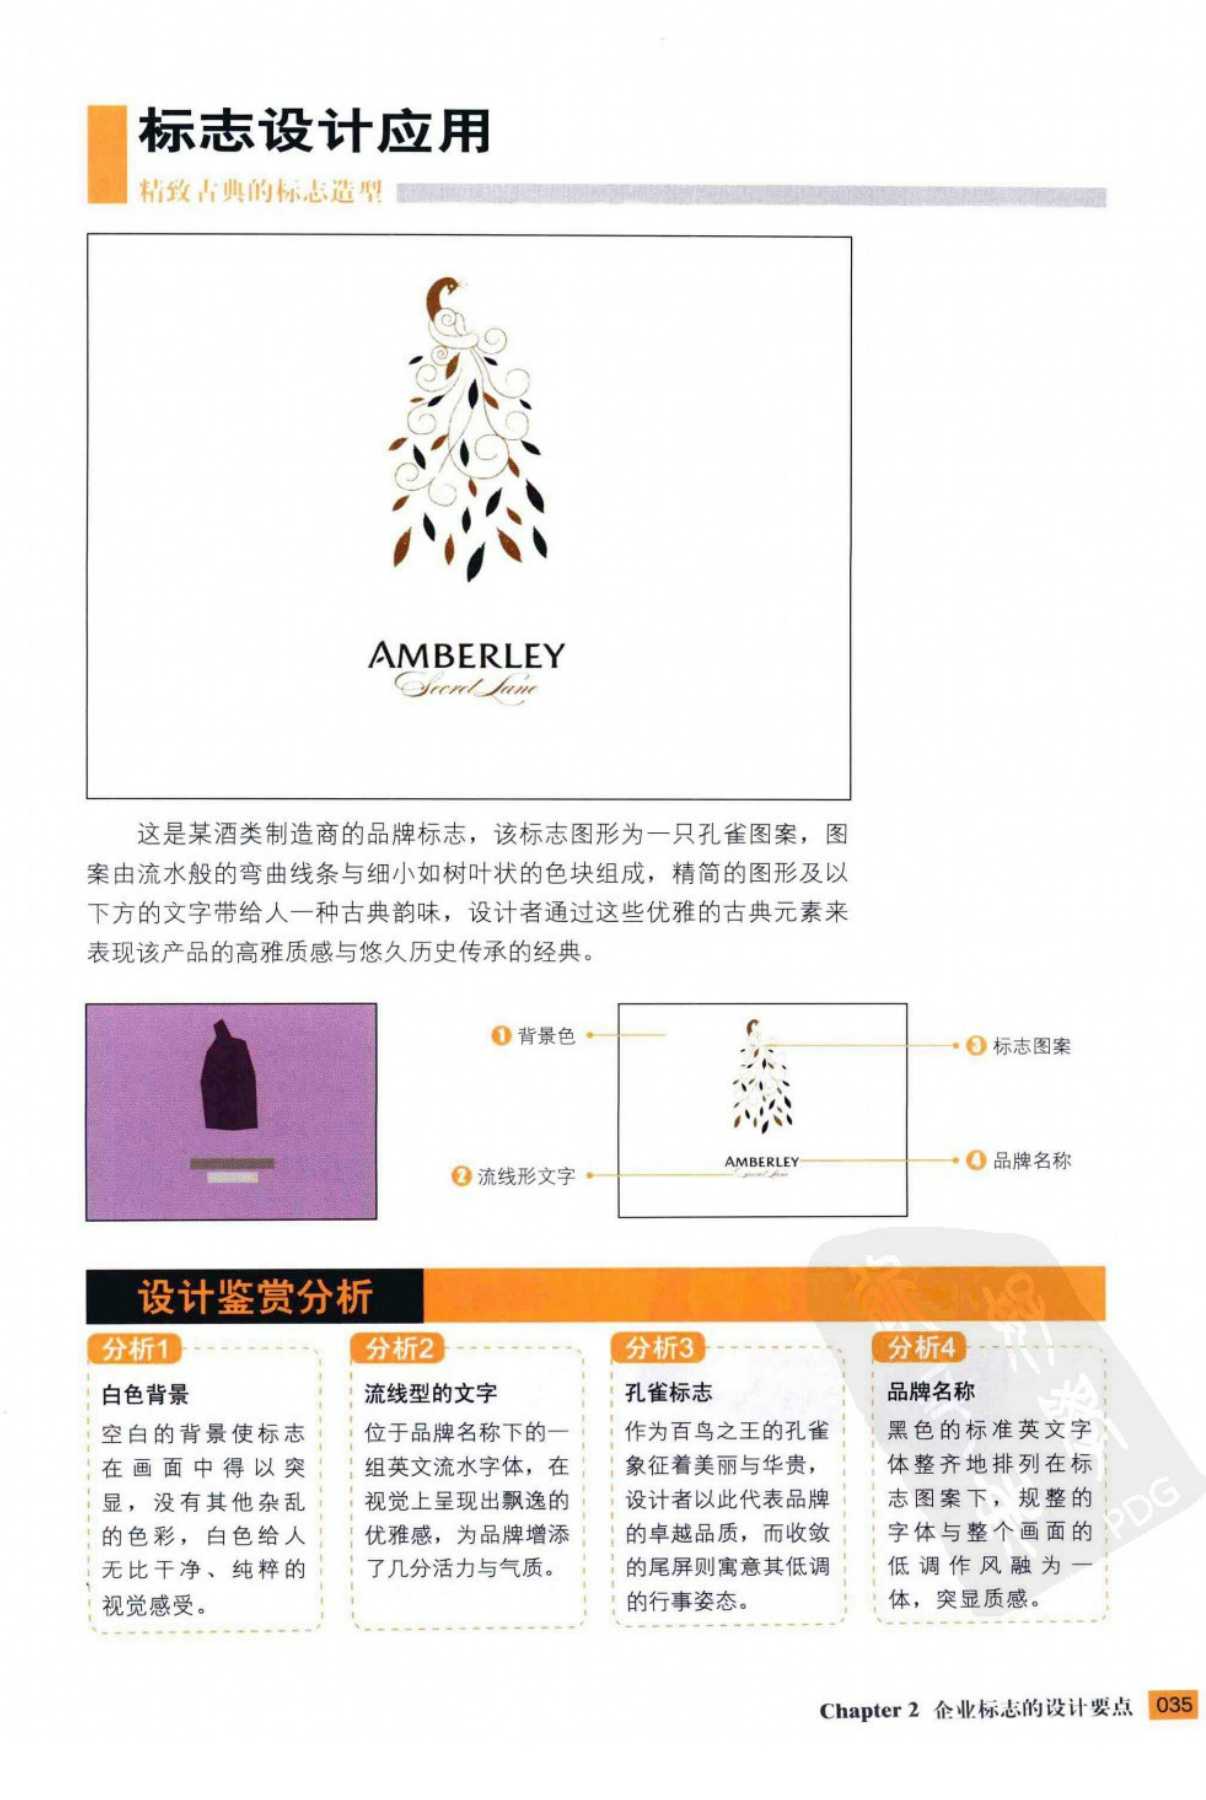 标志设计应用
精致古典的标志造型
AMBERLEY
Secret Lane
这是某酒类制造商的品牌标志，该标志图形为一只孔雀图案，图
案由流水般的弯曲线条与细小如树叶状的色块组成，精简的图形及以
下方的文字带给人一种古典韵味，设计者通过这些优雅的古典元素来
表现该产品的高雅质感与悠久历史传承的经典。
1 背景色
2 流线形文字
AMBERLEY
Secret Lane
3 标志图案
4 品牌名称
设计鉴赏分析
分析1
白色背景
空白的背景使标志
在画面中得以突
显，没有其他杂乱
的色彩，白色给人
无比干净、纯粹的
视觉感受。
分析2
流线型的文字
位于品牌名称下的一
组英文流水字体，在
视觉上呈现出飘逸的
优雅感，为品牌增添
了几分活力与气质。
分析3
孔雀标志
作为百鸟之王的孔雀
象征着美丽与华贵，
设计者以此代表品牌
的卓越品质，而收敛
的尾屏则寓意其低调
的行事姿态。
分析4
品牌名称
黑色的标准英文字
体整齐地排列在标
志图案下，规整的
字体与整个画面的
低调作风融为一
体，突显质感。
PDG
Chapter 2 企业标志的设计要点 035